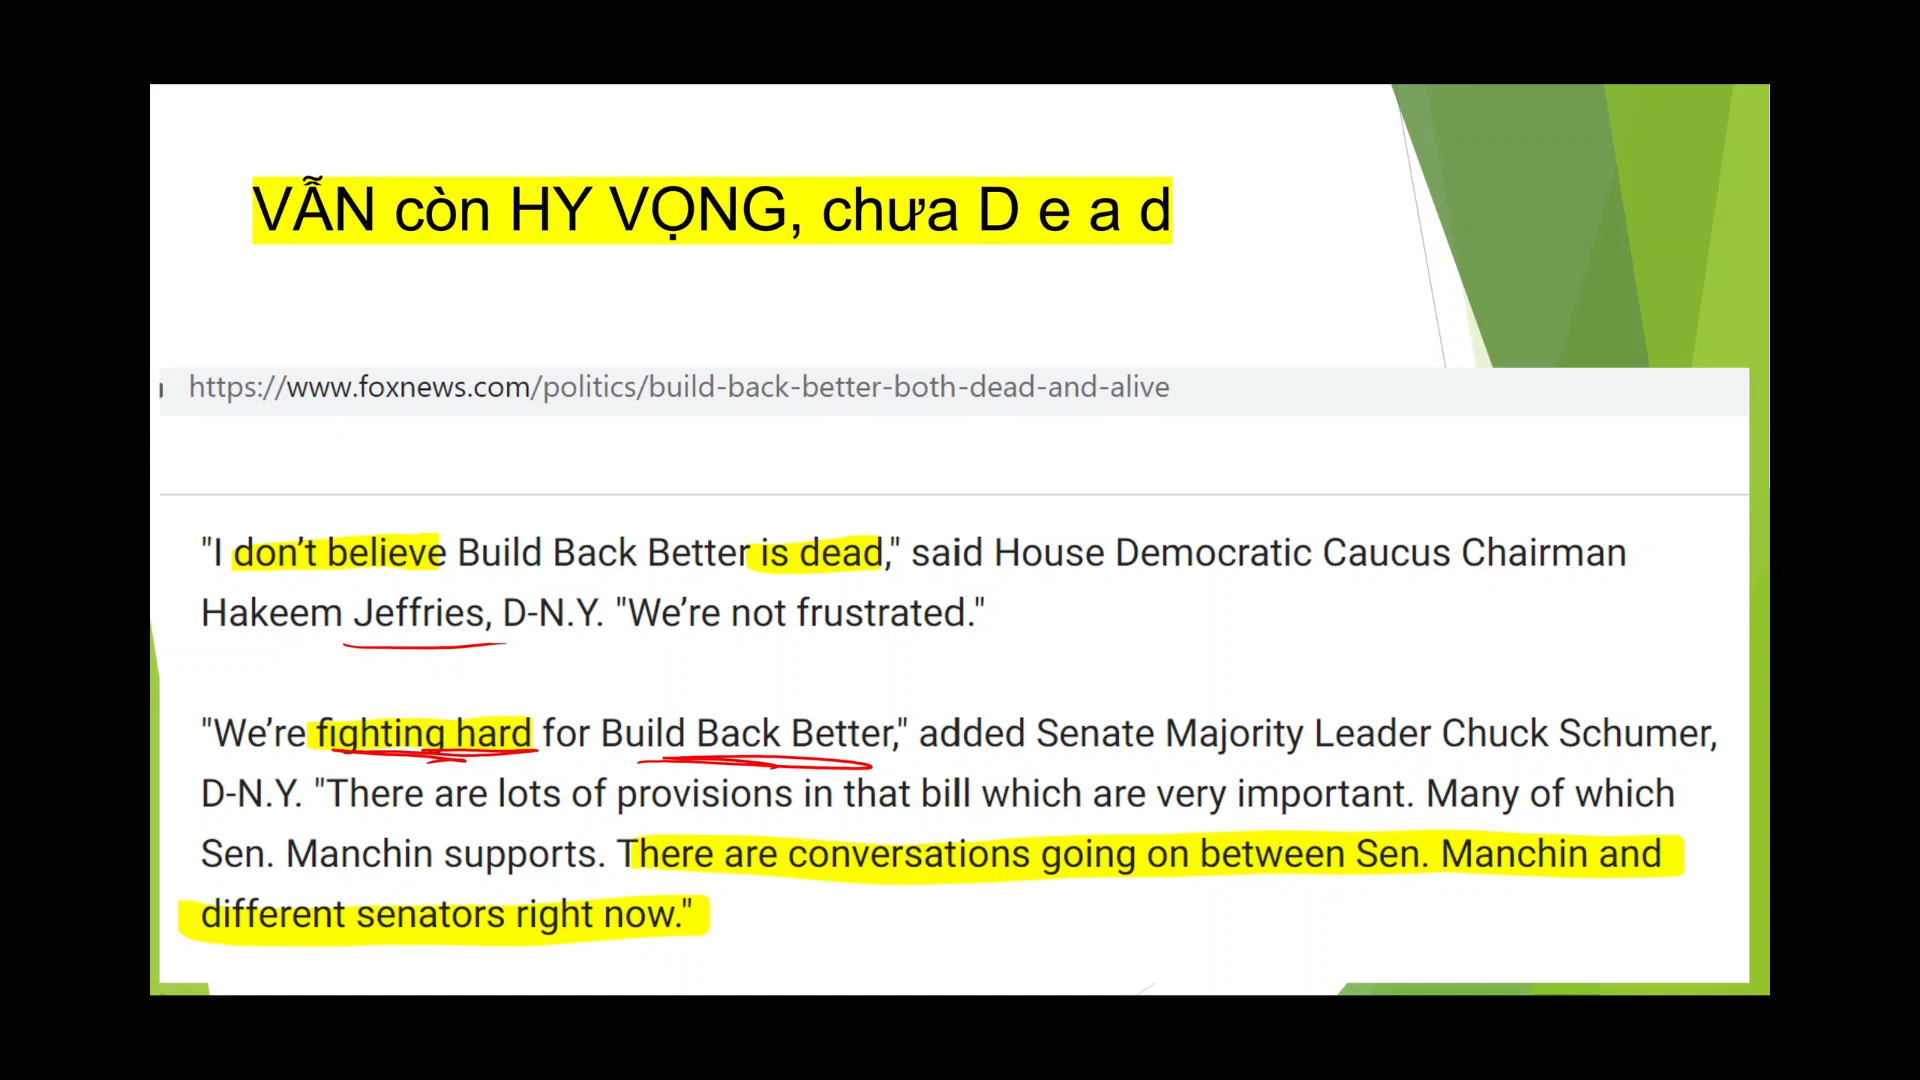 VẪN còn HY VỌNG, chưa D e a d
https://www.foxnews.com/politics/build-back-better-both-dead-and-alive
"I don’t believe Build Back Better is dead," said House Democratic Caucus Chairman
Hakeem Jeffries, D-N.Y. "We’re not frustrated."
"We’re fighting hard for Build Back Better," added Senate Majority Leader Chuck Schumer,
D-N.Y. "There are lots of provisions in that bill which are very important. Many of which
Sen. Manchin supports. There are conversations going on between Sen. Manchin and
different senators right now."